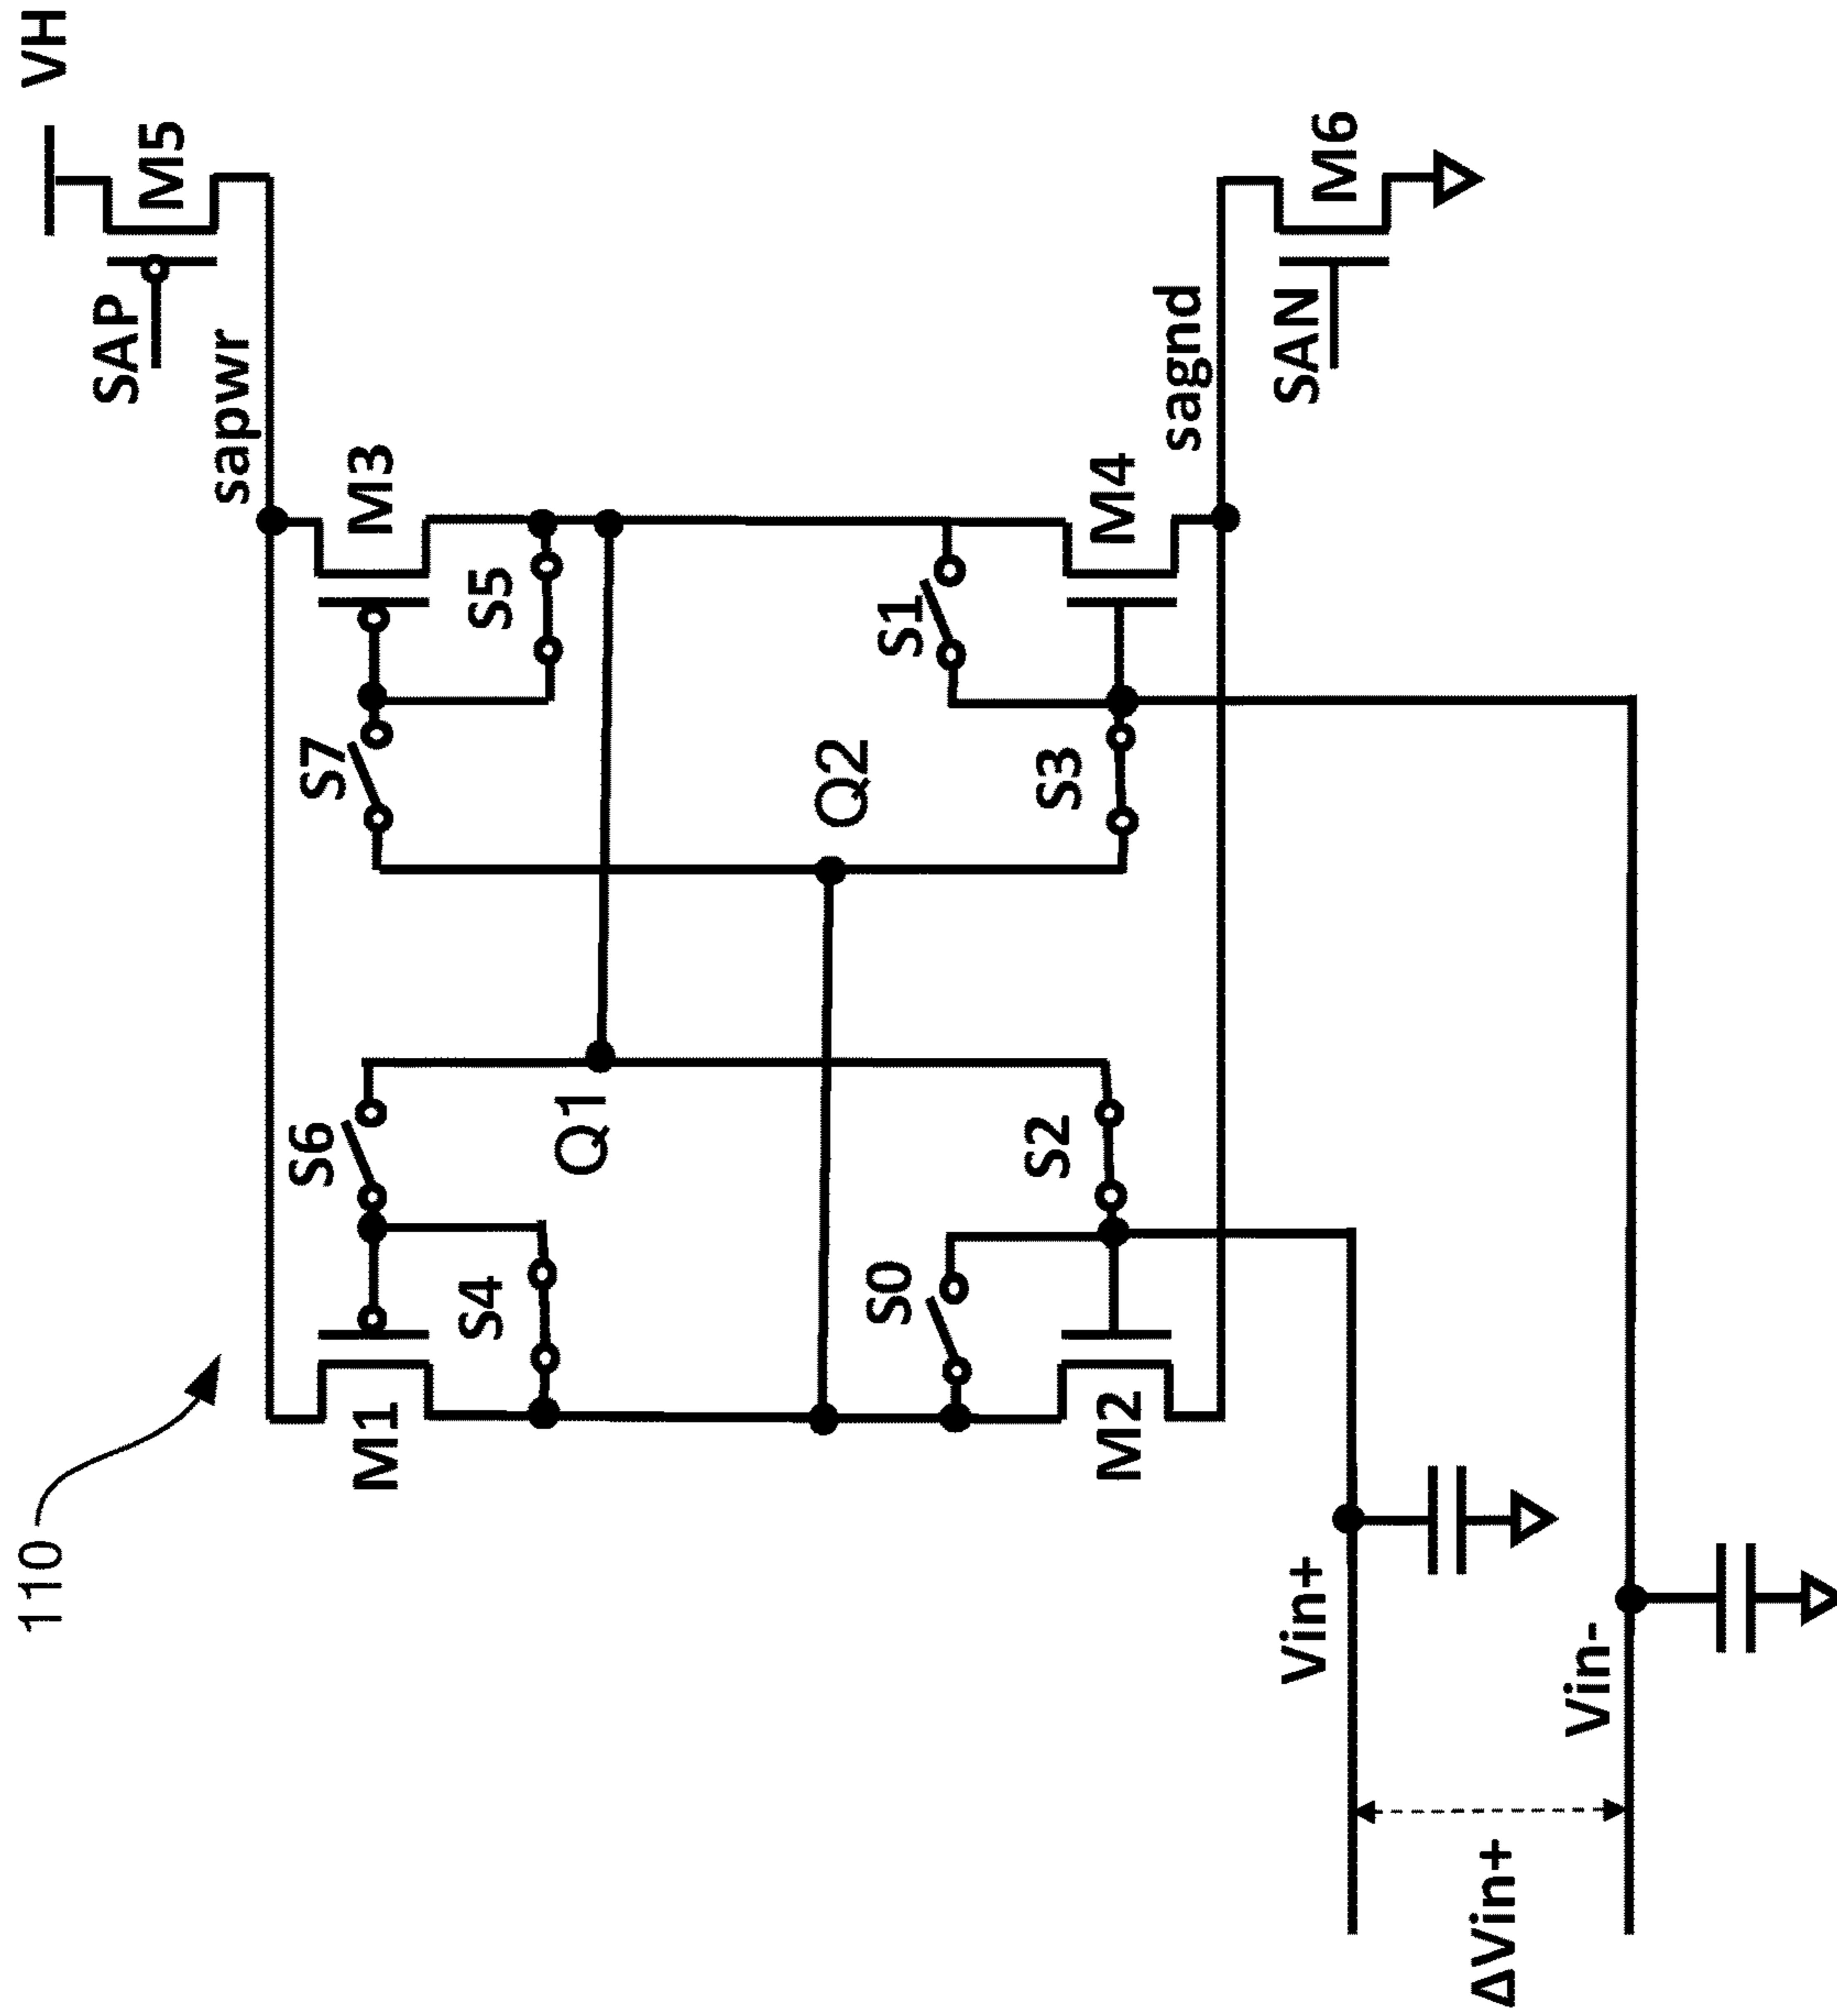 110
VH
SAP
M5
sapwr
M1
S6
S7
M3
S4
S5
Q1
Q2
S0
S1
M2
S2
S3
M4
sagnd
SAN
M6
Vin+
ΔVin+
Vin-